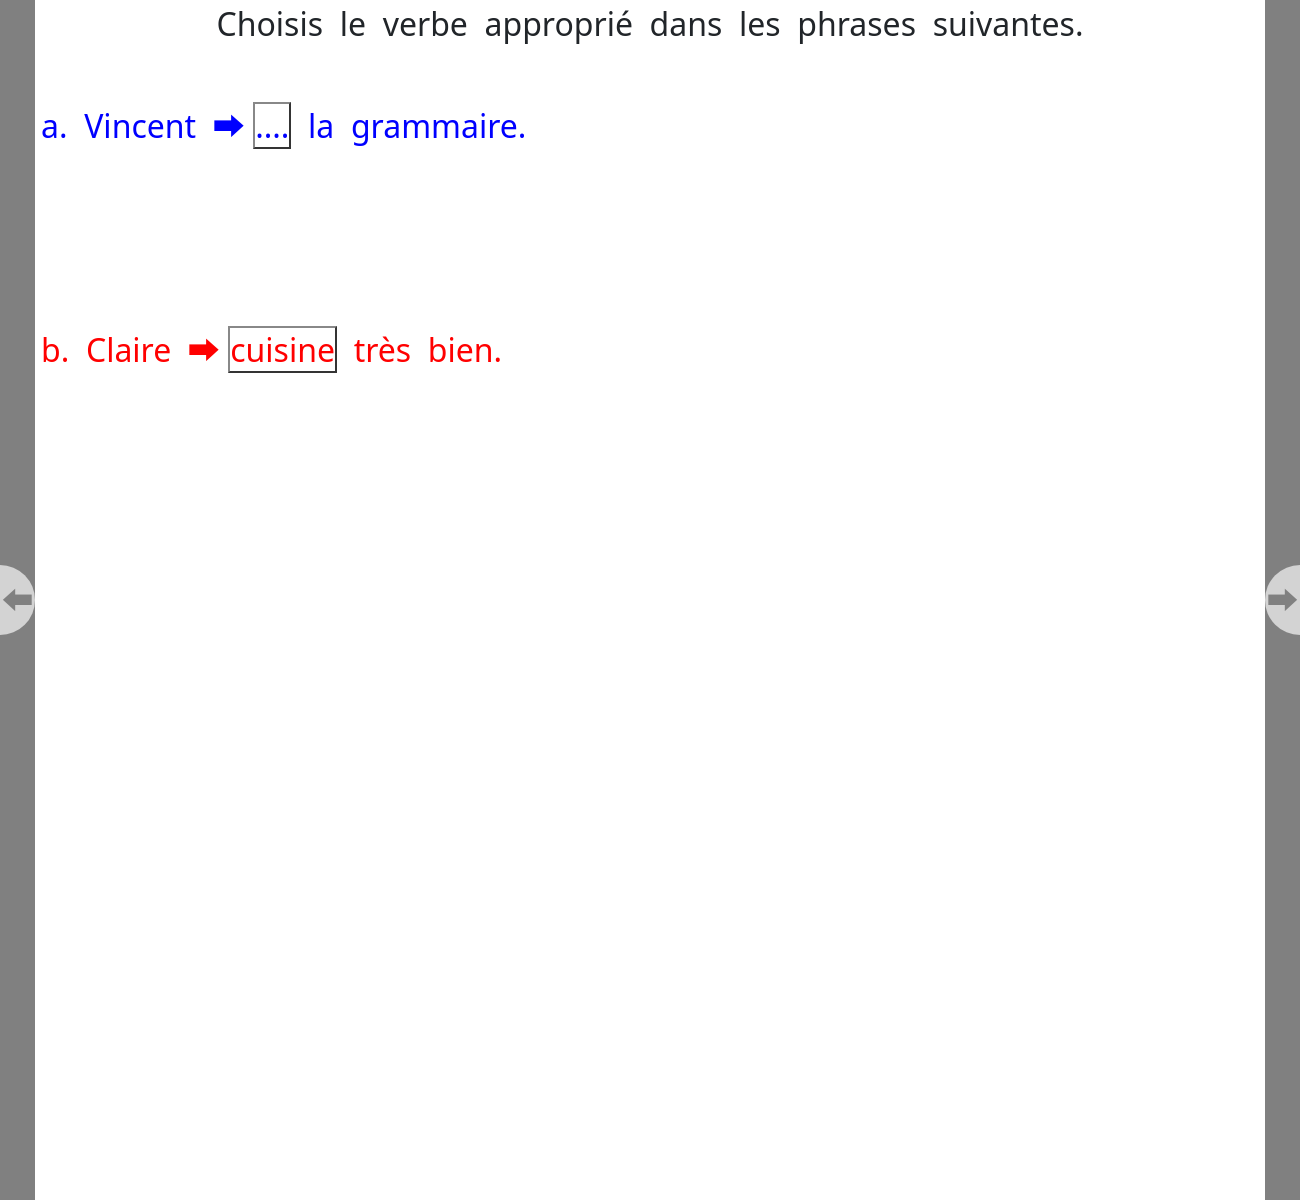 Choisis le verbe approprié dans les phrases suivantes.
a. Vincent ➡ .... la grammaire.
b. Claire ➡ cuisine très bien.